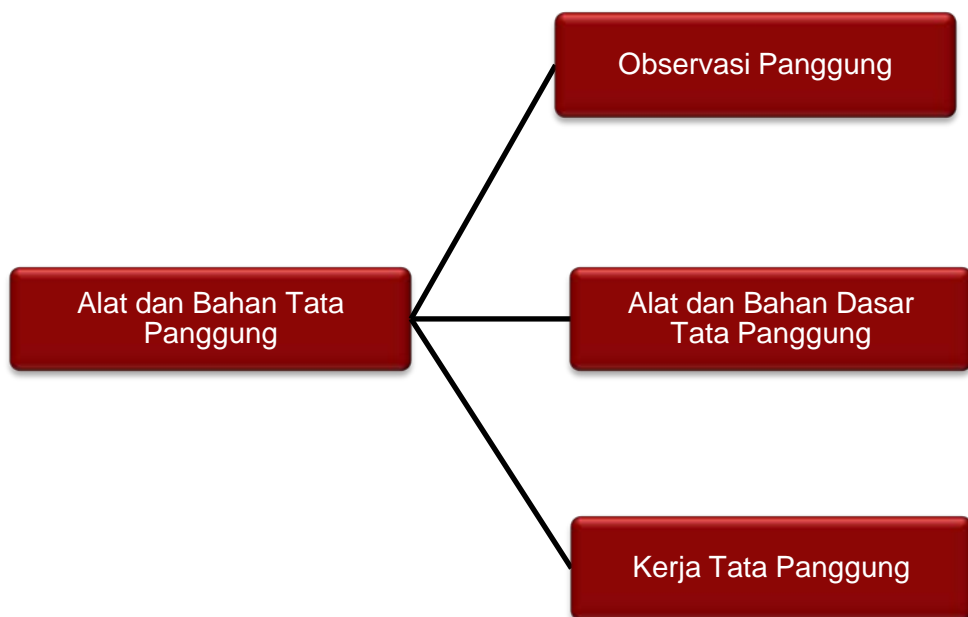 Observasi Panggung
Alat dan Bahan Tata
Panggung
Alat dan Bahan Dasar
Tata Panggung
Kerja Tata Panggung